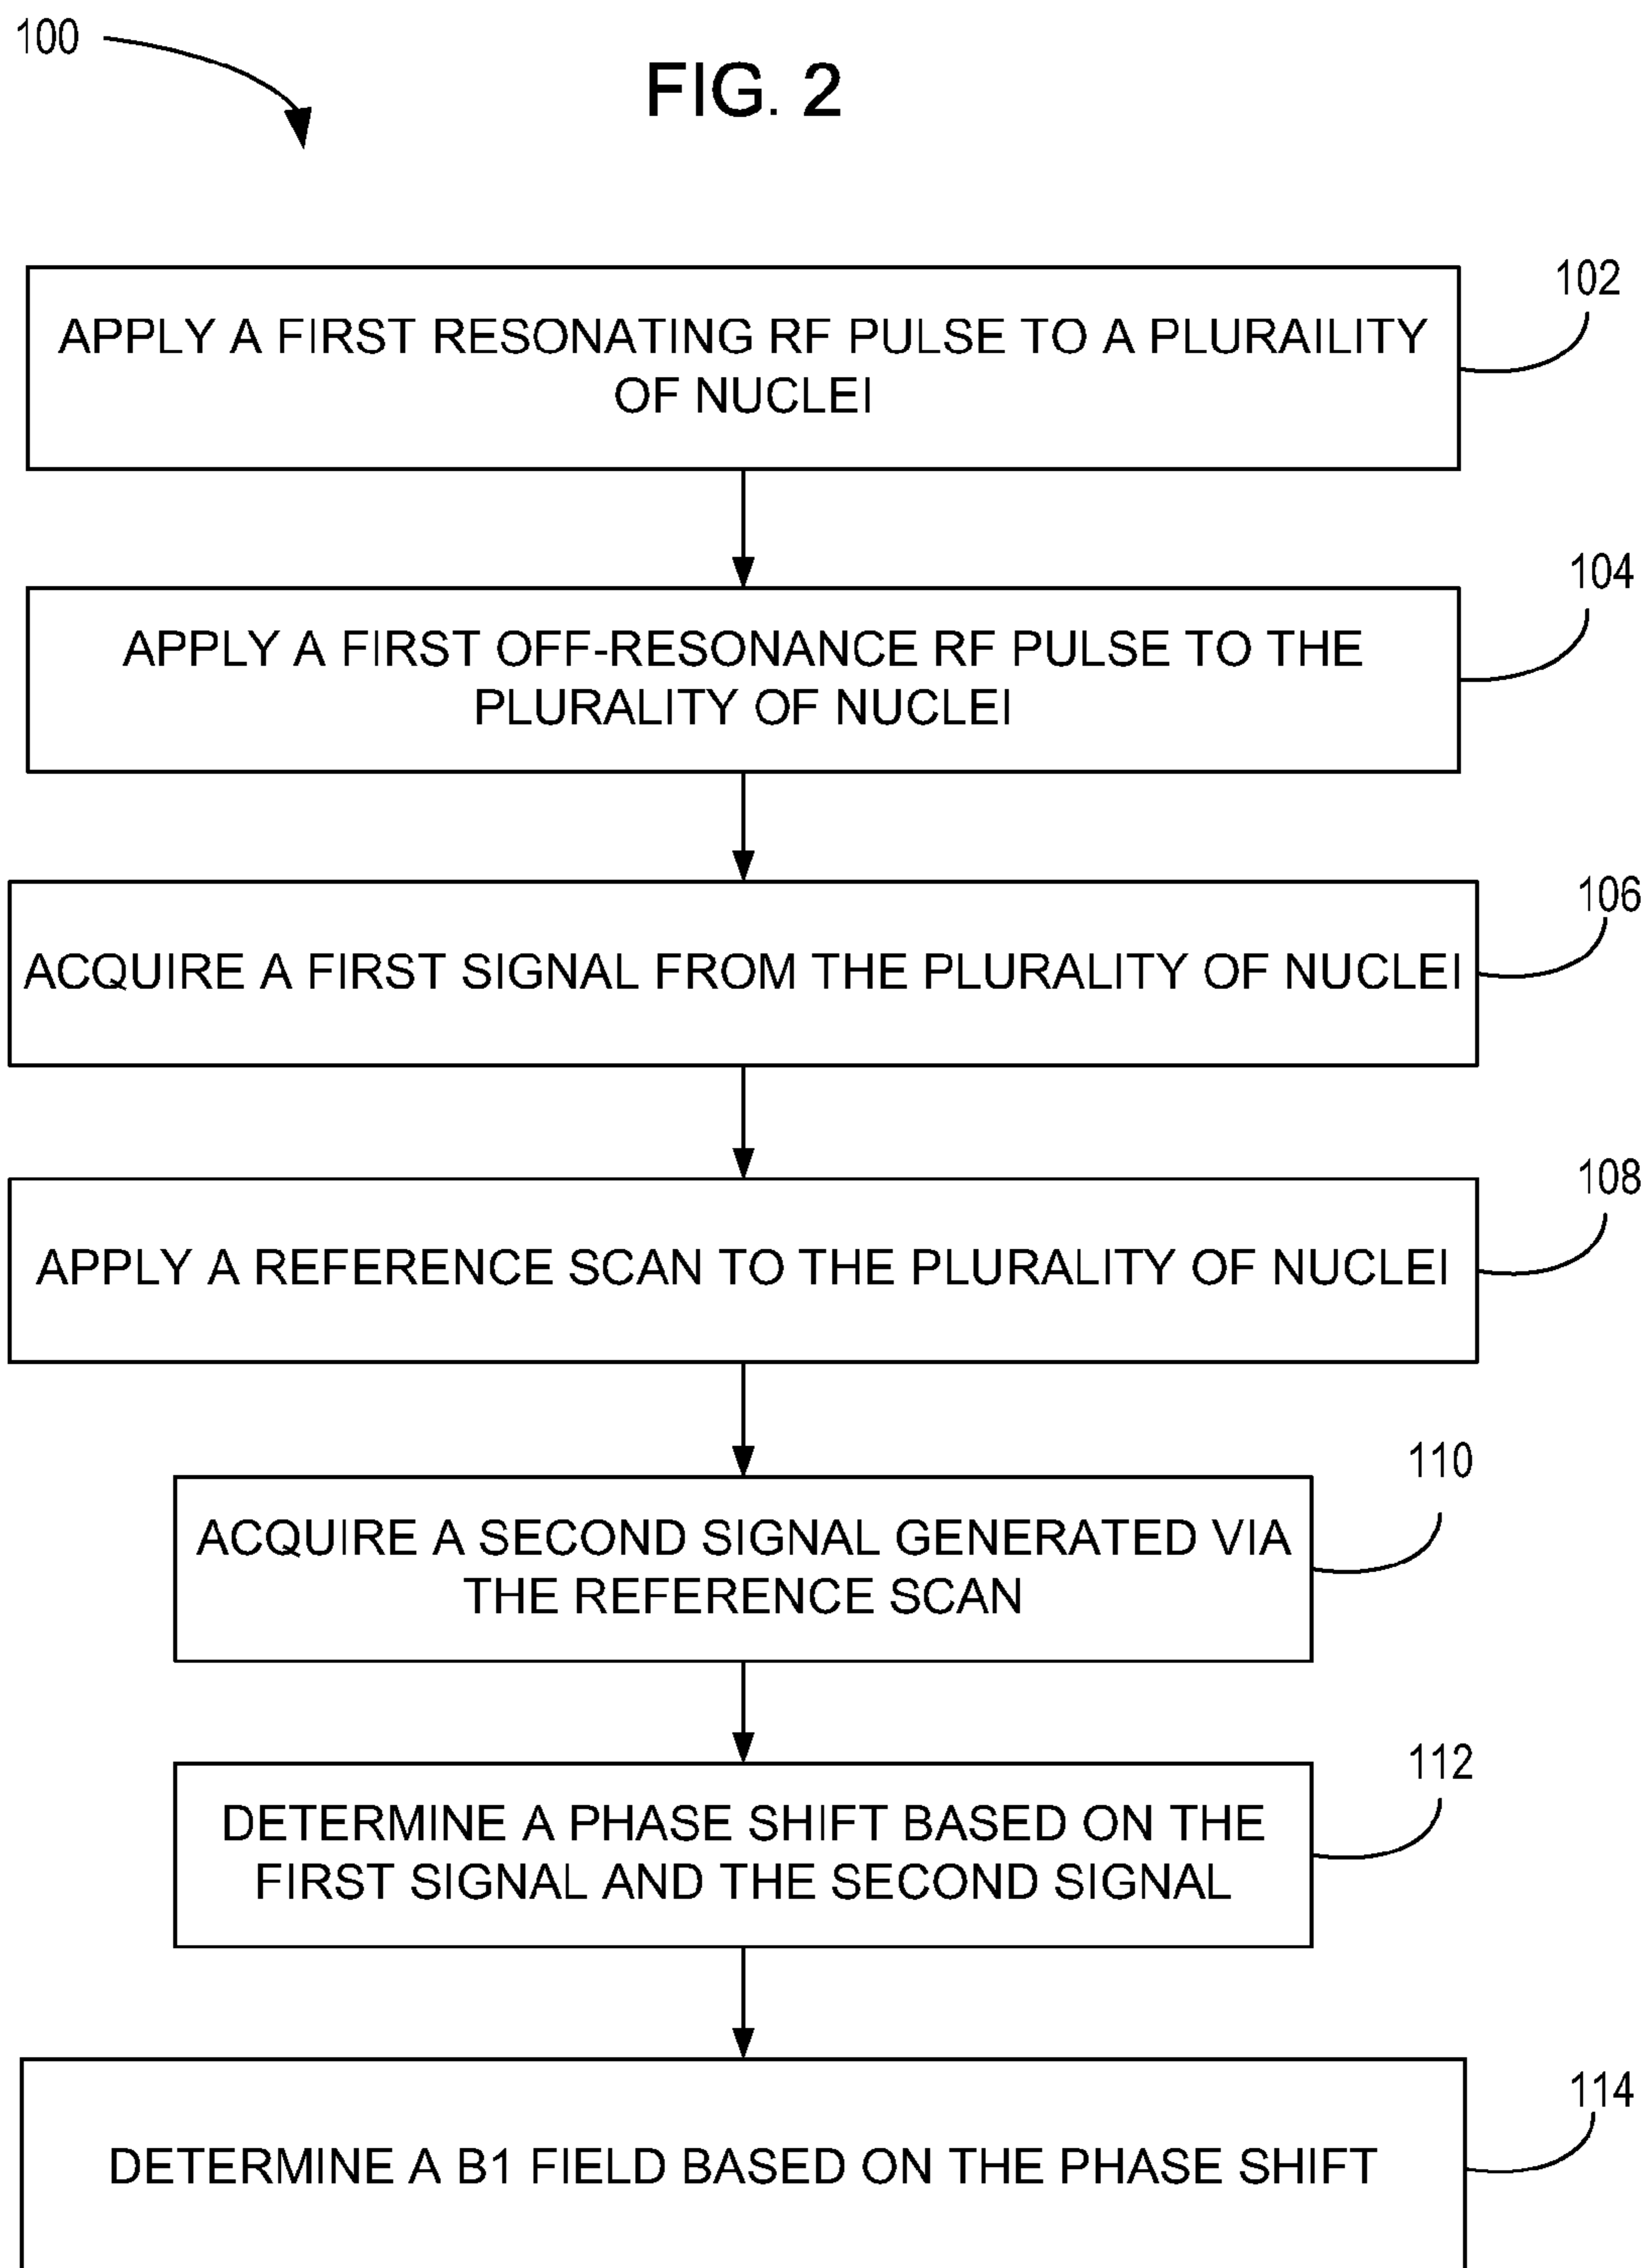 100
FIG. 2
102
APPLY A FIRST RESONATING RF PULSE TO A PLURAILITY
OF NUCLEI
104
APPLY A FIRST OFF-RESONANCE RF PULSE TO THE
PLURALITY OF NUCLEI
106
ACQUIRE A FIRST SIGNAL FROM THE PLURALITY OF NUCLEI
108
APPLY A REFERENCE SCAN TO THE PLURALITY OF NUCLEI
110
ACQUIRE A SECOND SIGNAL GENERATED VIA
THE REFERENCE SCAN
112
DETERMINE A PHASE SHIFT BASED ON THE
FIRST SIGNAL AND THE SECOND SIGNAL
114
DETERMINE A B1 FIELD BASED ON THE PHASE SHIFT